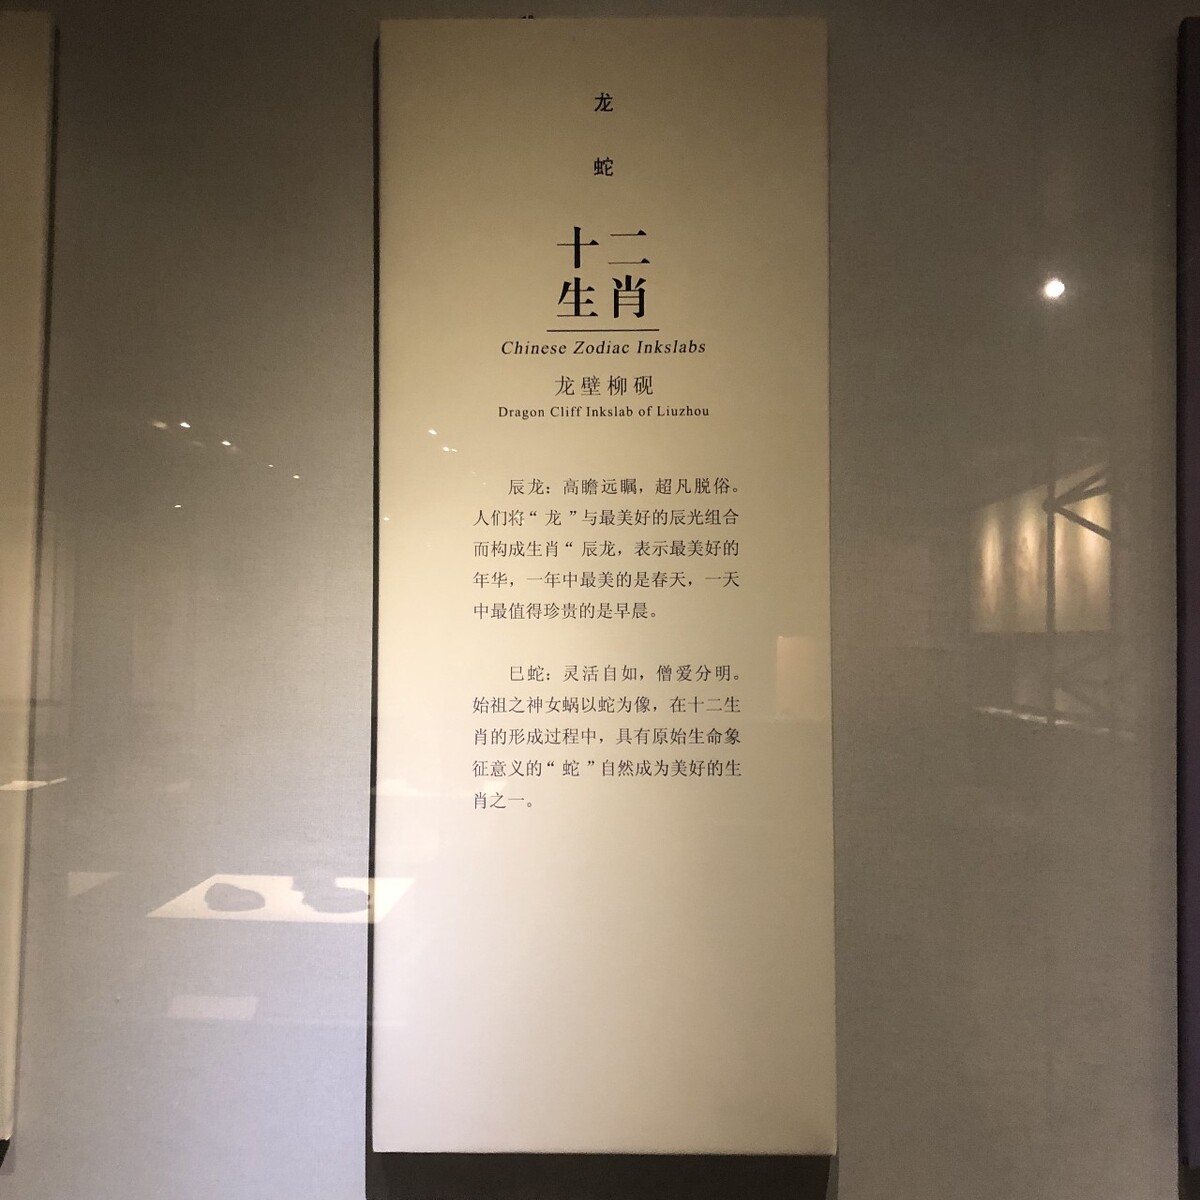 龙
蛇
十二
生肖
Chinese Zodiac Inkslabs
龙壁柳砚
Dragon Cliff Inkslab of Liuzhou
辰龙：高瞻远瞩，超凡脱俗。
人们将“龙”与最美好的辰光组合
而构成生肖“辰龙，表示最美好的
年华，一年中最美的是春天，一天
中最值得珍贵的是早晨。
巳蛇：灵活自如，僧爱分明。
始祖之神女蜗以蛇为像，在十二生
肖的形成过程中，具有原始生命象
征意义的“蛇”自然成为美好的生
肖之一。